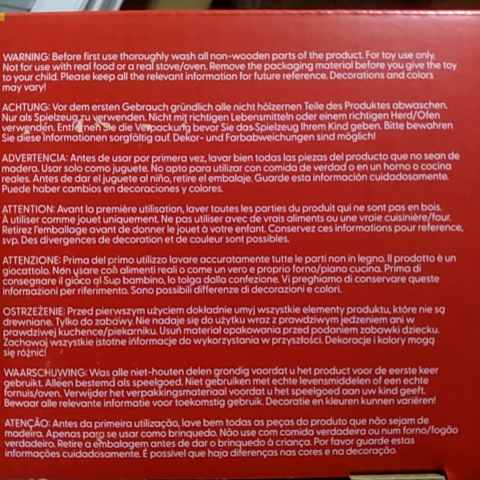 WARNING: Before first use thoroughly wash all non-wooden parts of the product. For toy use only.
Not for use with real food or a real stove/oven. Remove the packaging material before you give the toy
to your child. Please keep all the relevant information for future reference. Decorations and colors
may vary!
ACHTUNG: Vor dem ersten Gebrauch gründlich alle nicht hölzernen Teile des Produktes abwaschen.
Nur als Spielzeug zu verwenden. Nicht mit richtigen Lebensmitteln oder einem richtigen Herd/Ofen
verwenden. Entfernen Sie die Verpackung bevor Sie das Spielzeug Ihrem Kind geben. Bitte bewahren
Sie diese Informationen sorgfältig auf. Dekor- und Farbabweichungen sind möglich!
ADVERTENCIA: Antes de usar por primera vez, lavar bien todas las piezas del producto que no sean de
madera. Usar solo como juguete. No apto para utilizar con comida de verdad o en un horno o cocina
reales. Antes de dar el juguete al niño, retire el embalaje. Guarde esta información cuidadosamente.
Puede haber cambios en decoraciones y colores.
ATTENTION: Avant la première utilisation, laver toutes les parties du produit qui ne sont pas en bois.
À utiliser comme jouet uniquement. Ne pas utiliser avec de vrais aliments ou une vraie cuisinière/four.
Retirez l'emballage avant de donner le jouet à votre enfant. Conservez ces informations pour reference,
svp. Des divergences de decoration et de couleur sont possibles.
ATTENZIONE: Prima del primo utilizzo lavare accuratamente tutte le parti non in legno. Il prodotto è un
giocattolo. Non usare con alimenti reali o come un vero e proprio forno/piano cucina. Prima di
consegnare il gioco al Suo bambino, lo tolga dalla confezione. Vi preghiamo di conservare queste
informazioni per riferimento. Sono possibili differenze di decorazioni e colori.
OSTRZEŻENIE: Przed pierwszym użyciem dokładnie umyj wszystkie elementy produktu, które nie są
drewniane. Tylko do zabawy. Nie nadaje się do użytku wraz z prawdziwym jedzeniem ani w
prawdziwej kuchence/piekarniku. Usuń materiał opakowania przed podaniem zabawki dziecku.
Zachowaj wszystkie istotne informacje do wykorzystania w przyszłości. Dekoracje i kolory mogą
się różnić!
WAARSCHUWING: Was alle niet-houten delen grondig voordat u het product voor de eerste keer
gebruikt. Alleen bestemd als speelgoed. Niet gebruiken met echte levensmiddelen of een echte
fornuis/oven. Verwijder het verpakkingsmateriaal voordat u het speelgoed aan uw kind geeft.
Bewaar alle relevante informatie voor toekomstig gebruik. Decoratie en kleuren kunnen variëren!
ATENÇÃO: Antes da primeira utilização, lave bem todas as peças do produto que não sejam de
madeira. Apenas para se usar como brinquedo. Não use com comida verdadeira ou num forno/fogão
verdadeiro. Retire a embalagem antes de dar o brinquedo à criança. Por favor guarde estas
informações cuidadosamente. É possível que haja diferenças nas cores e na decoração.